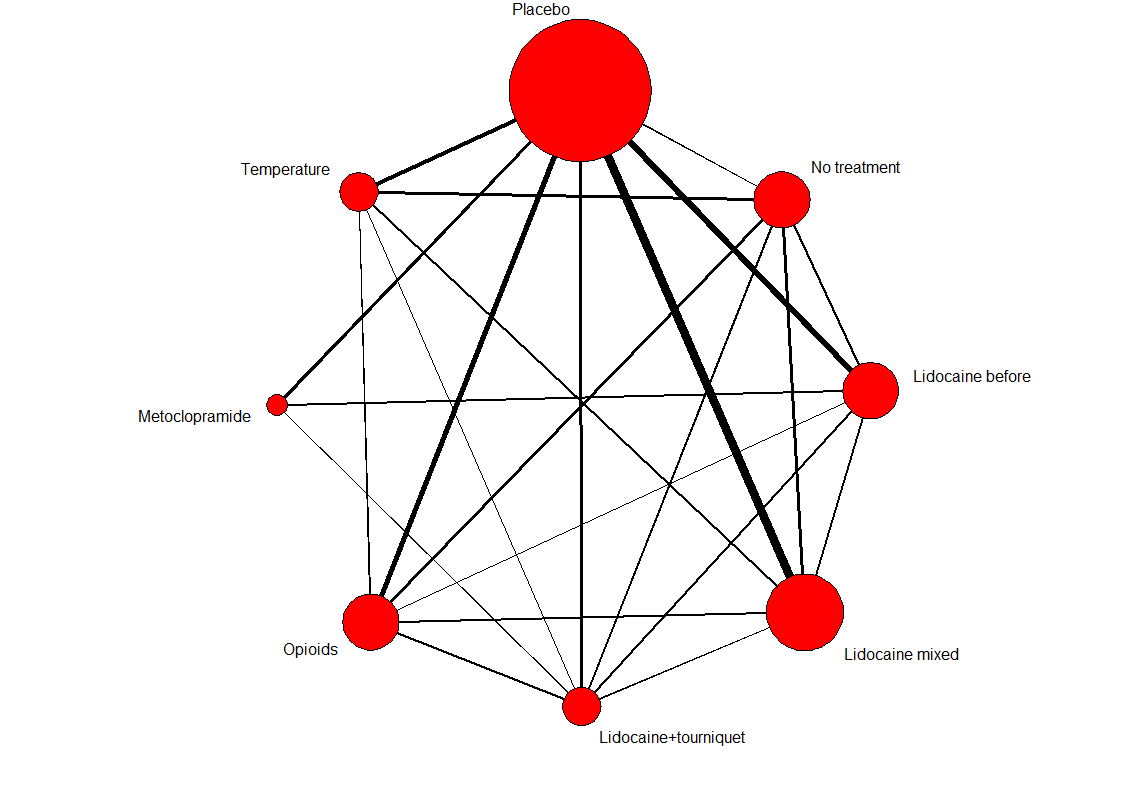 Placebo
Temperature
No treatment
Lidocaine before
Metoclopramide
Opioids
Lidocaine mixed
Lidocaine+tourniquet